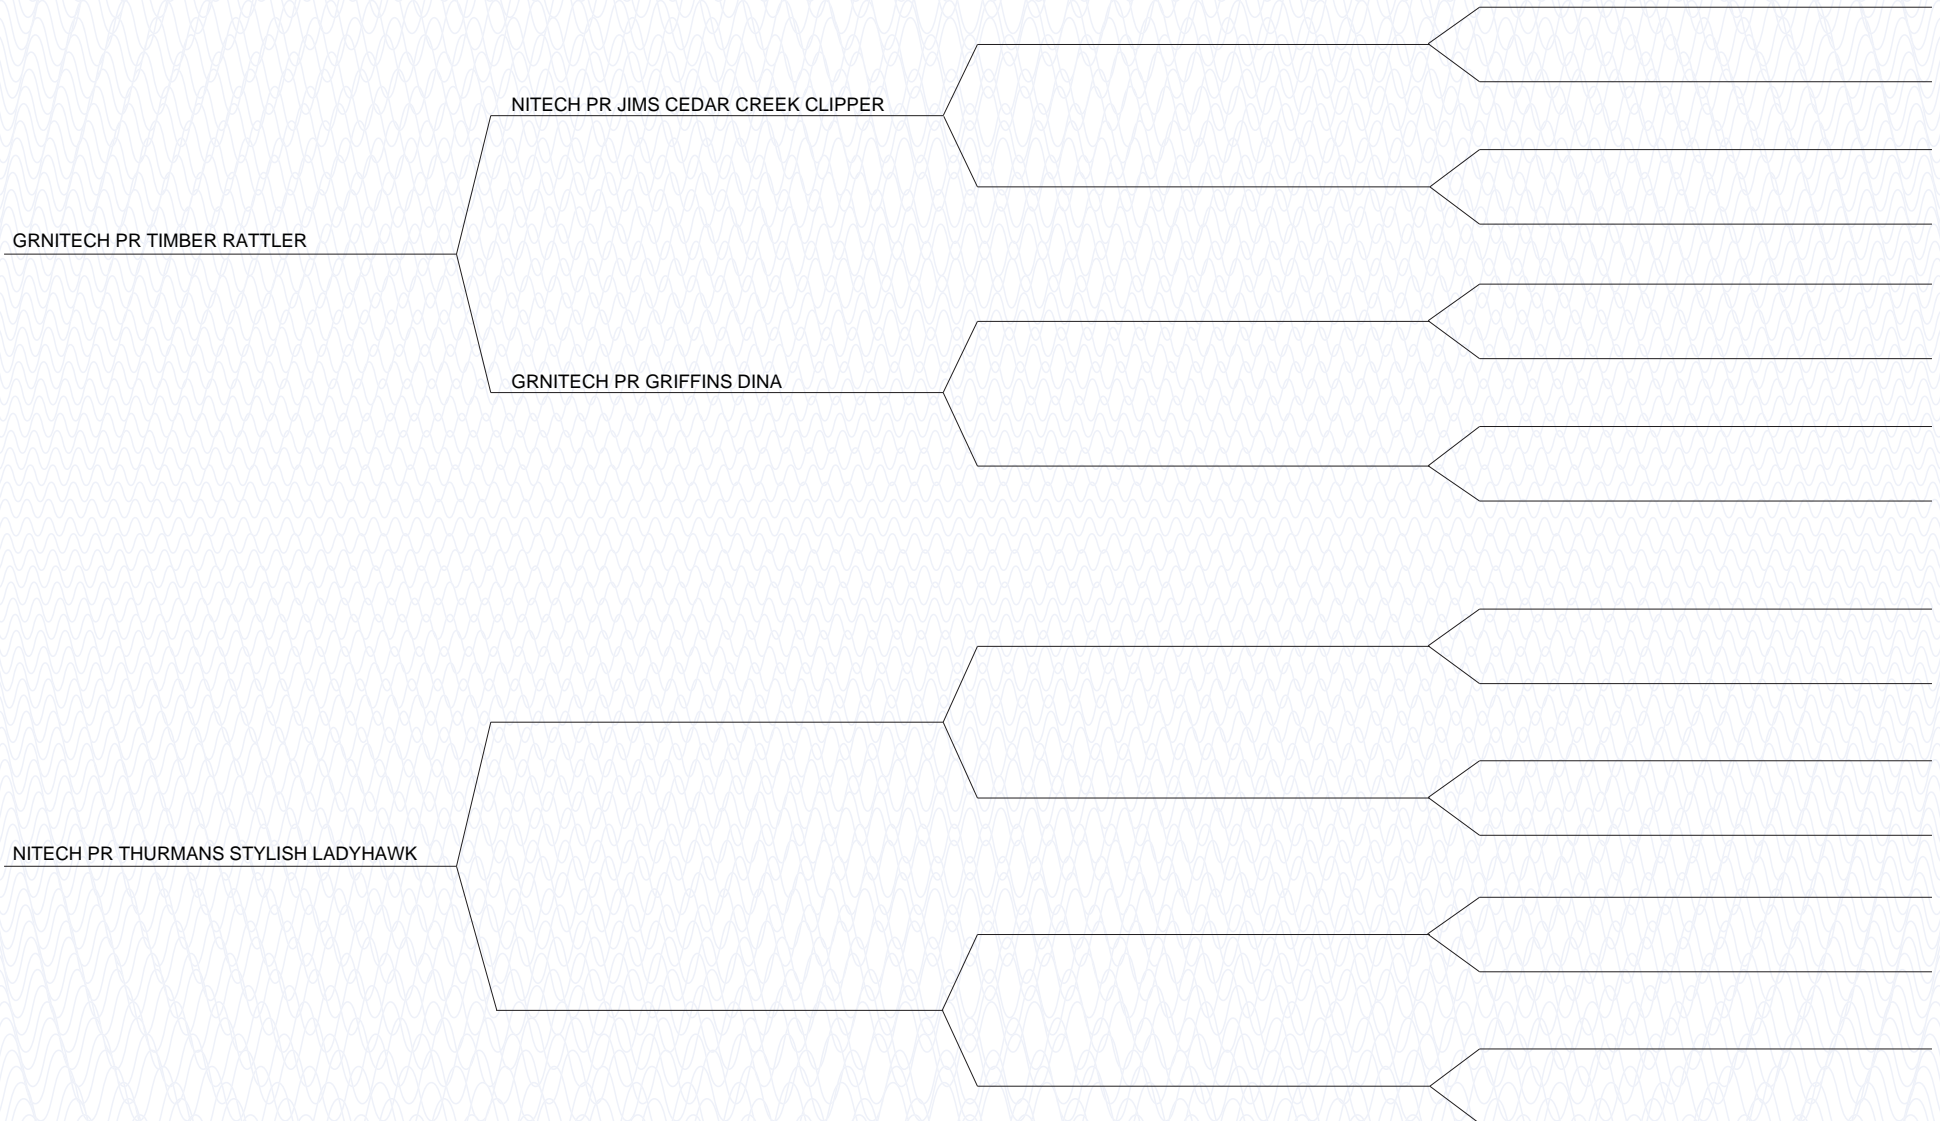 NITECH PR JIMS CEDAR CREEK CLIPPER
GRNITECH PR TIMBER RATTLER
GRNITECH PR GRIFFINS DINA
NITECH PR THURMANS STYLISH LADYHAWK